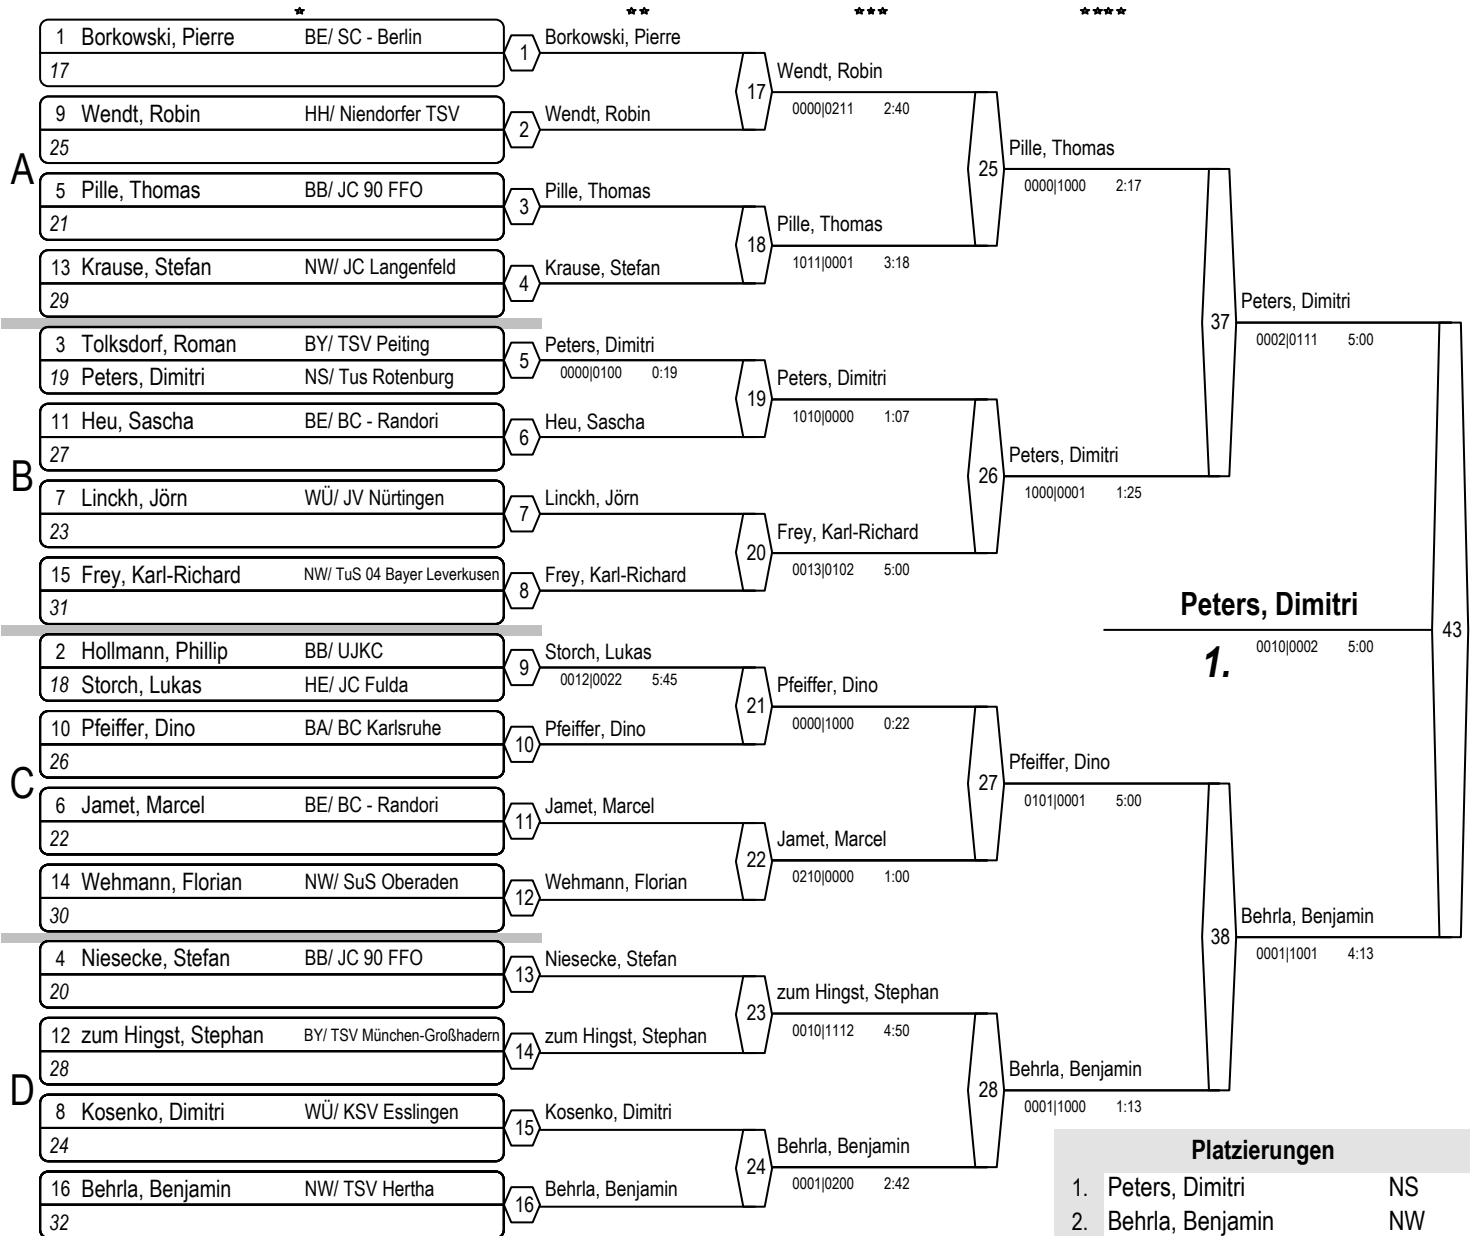 * ** *** ****
1 Borkowski, Pierre BE/ SC - Berlin
17
1 Borkowski, Pierre
9 Wendt, Robin HH/ Niendorfer TSV
25
2 Wendt, Robin
17 Wendt, Robin
0000|0211 2:40
A
5 Pille, Thomas BB/ JC 90 FFO
21
3 Pille, Thomas
13 Krause, Stefan NW/ JC Langenfeld
29
4 Krause, Stefan
18 Pille, Thomas
1011|0001 3:18
25 Pille, Thomas
0000|1000 2:17
3 Tolksdorf, Roman BY/ TSV Peiting
19 Peters, Dimitri NS/ Tus Rotenburg
5 Peters, Dimitri
0000|0100 0:19
11 Heu, Sascha BE/ BC - Randori
27
6 Heu, Sascha
19 Peters, Dimitri
1010|0000 1:07
B
7 Linckh, Jörn WÜ/ JV Nürtingen
23
7 Linckh, Jörn
15 Frey, Karl-Richard NW/ TuS 04 Bayer Leverkusen
31
8 Frey, Karl-Richard
20 Frey, Karl-Richard
0013|0102 5:00
26 Peters, Dimitri
1000|0001 1:25
37 Peters, Dimitri
0002|0111 5:00
2 Hollmann, Phillip BB/ UJKC
18 Storch, Lukas HE/ JC Fulda
9 Storch, Lukas
0012|0022 5:45
10 Pfeiffer, Dino BA/ BC Karlsruhe
26
10 Pfeiffer, Dino
21 Pfeiffer, Dino
0000|1000 0:22
C
6 Jamet, Marcel BE/ BC - Randori
22
11 Jamet, Marcel
14 Wehmann, Florian NW/ SuS Oberaden
30
12 Wehmann, Florian
22 Jamet, Marcel
0210|0000 1:00
27 Pfeiffer, Dino
0101|0001 5:00
4 Niesecke, Stefan BB/ JC 90 FFO
20
13 Niesecke, Stefan
12 zum Hingst, Stephan BY/ TSV München-Großhadern
28
14 zum Hingst, Stephan
23 zum Hingst, Stephan
0010|1112 4:50
D
8 Kosenko, Dimitri WÜ/ KSV Esslingen
24
15 Kosenko, Dimitri
16 Behrla, Benjamin NW/ TSV Hertha
32
16 Behrla, Benjamin
24 Behrla, Benjamin
0001|0200 2:42
28 Behrla, Benjamin
0001|1000 1:13
38 Behrla, Benjamin
0001|1001 4:13
43
Peters, Dimitri
1. 0010|0002 5:00
Platzierungen
1. Peters, Dimitri NS
2. Behrla, Benjamin NW